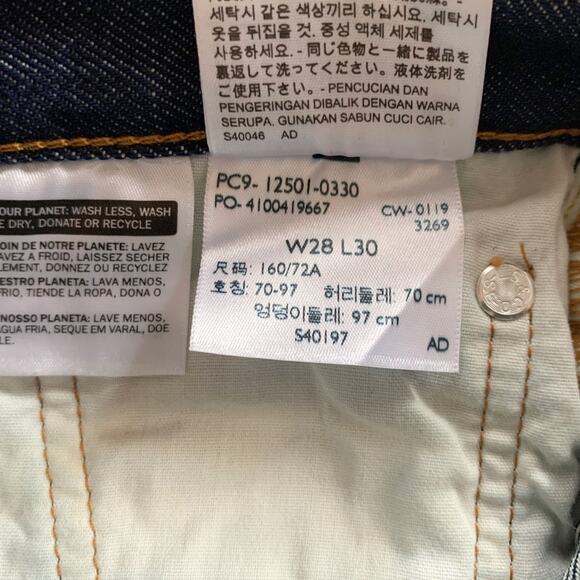 세탁시 같은 색상끼리 하십시요. 세탁시
옷을 뒤집을 것. 중성 액체 세제를
사용하세요. - 同じ色物と一緒に製品を
裏返して洗ってください。液体洗剤を
ご使用下さい。- PENCUCIAN DAN
PENGERINGAN DIBALIK DENGAN WARNA
SERUPA. GUNAKAN SABUN CUCI CAIR.
S40046 AD
PC9- 12501-0330
PO- 4100419667 CW- 0119
3269
W28 L30
尺码: 160/72A
호칭: 70-97 허리둘레: 70 cm
엉덩이둘레: 97 cm
S40197 AD
OUR PLANET: WASH LESS, WASH
E DRY, DONATE OR RECYCLE
OIN DE NOTRE PLANETE: LAVEZ
AVEZ A FROID, LAISSEZ SECHER
LEMENT, DONNEZ OU RECYCLEZ
ESTRO PLANETA: LAVA MENOS,
FRIO, TIENDE LA ROPA, DONA O
NOSSO PLANETA: LAVE MENOS,
AGUA FRIA, SEQUE EM VARAL, DOE
LE.